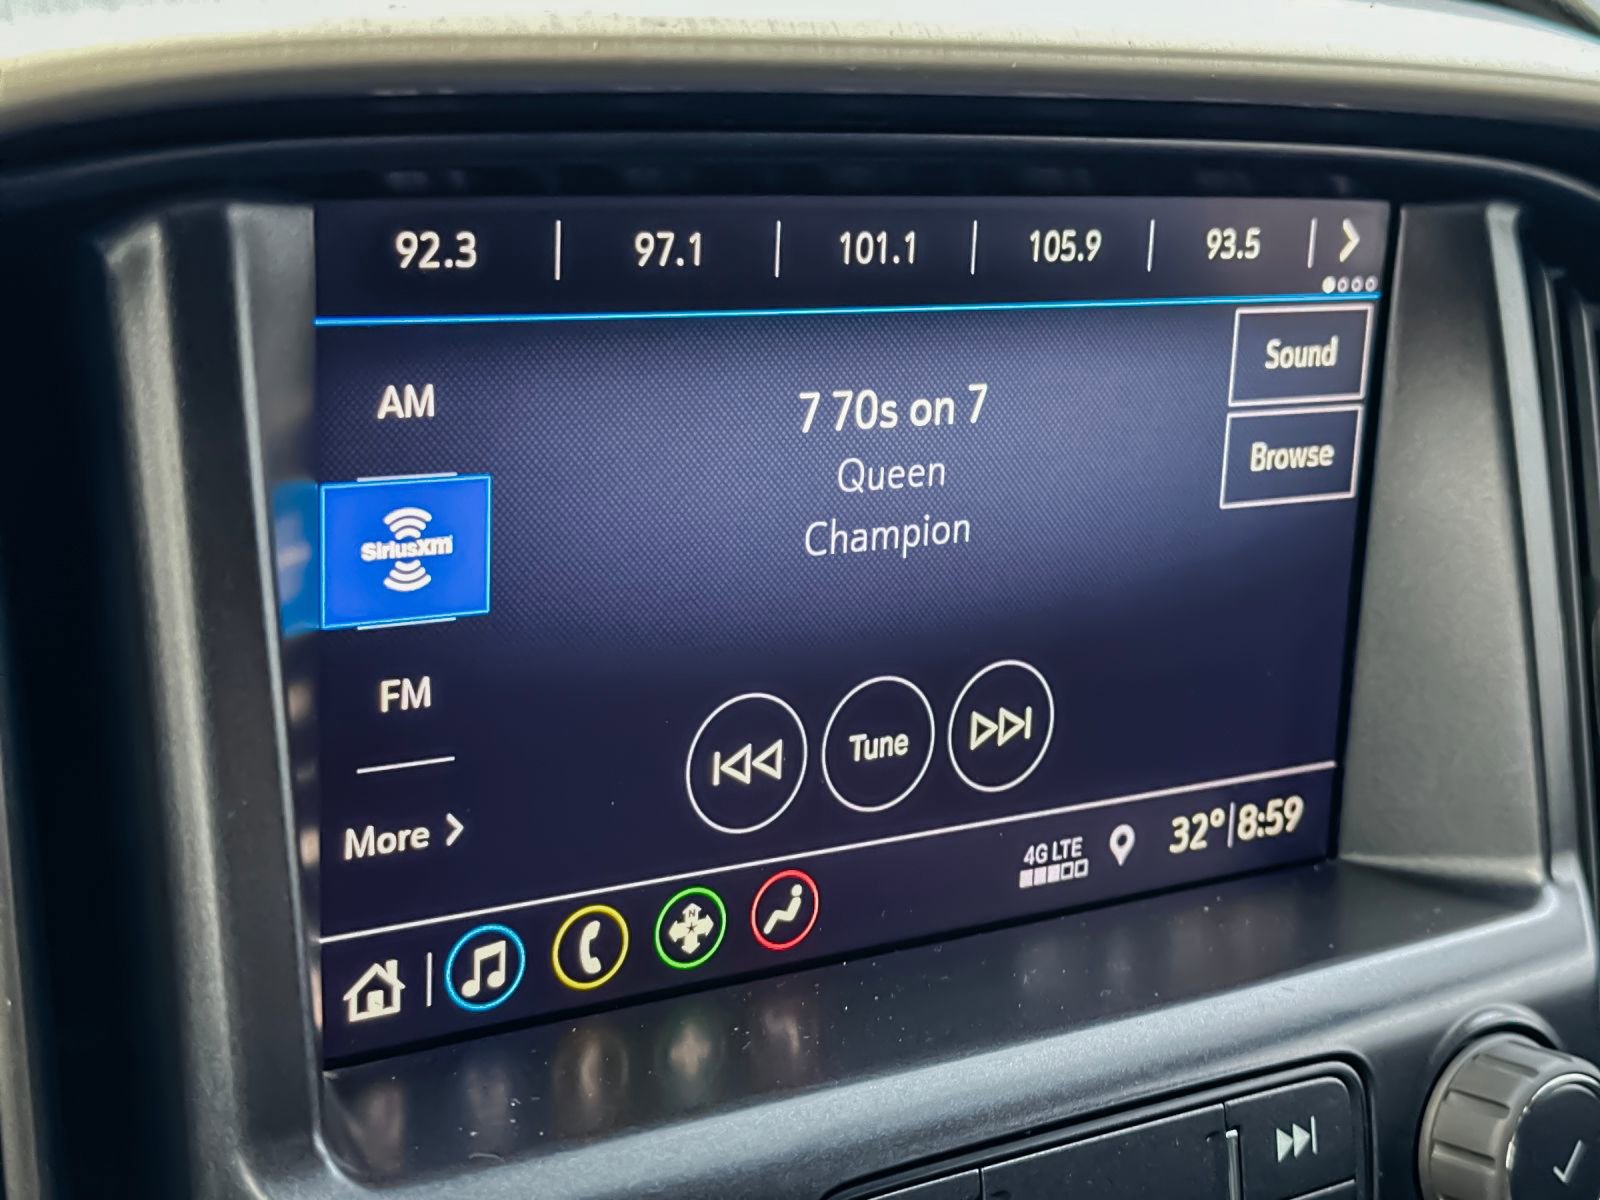 92.3 | 97.1 | 101.1 | 105.9 | 93.5 |
Sound
AM
7 70s on 7
Queen
Browse
SiriusXM
Champion
FM
Tune
More
4G LTE
32° | 8:59
N